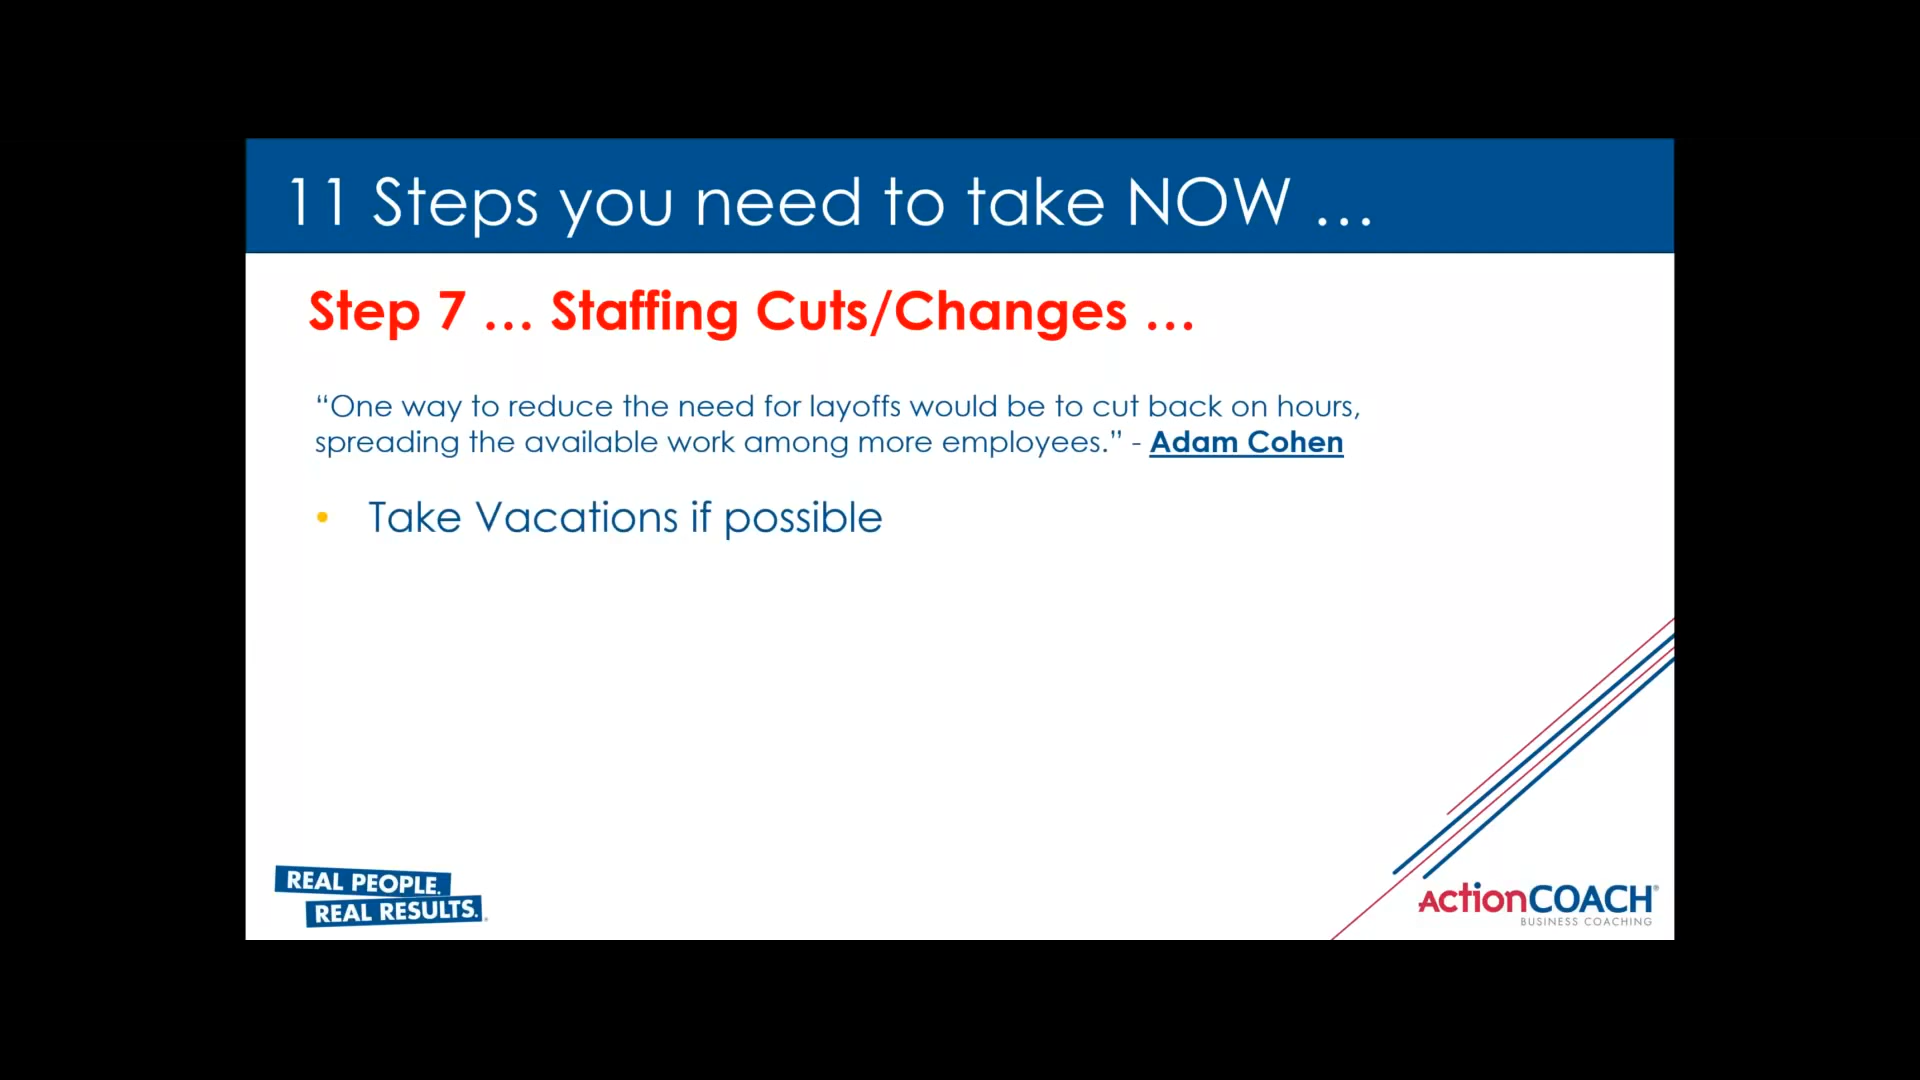 11 Steps you need to take NOW ...
Step 7 ... Staffing Cuts/Changes ...
“One way to reduce the need for layoffs would be to cut back on hours,
spreading the available work among more employees.” - Adam Cohen
• Take Vacations if possible
REAL PEOPLE.
REAL RESULTS.
ActionCOACH®
BUSINESS COACHING